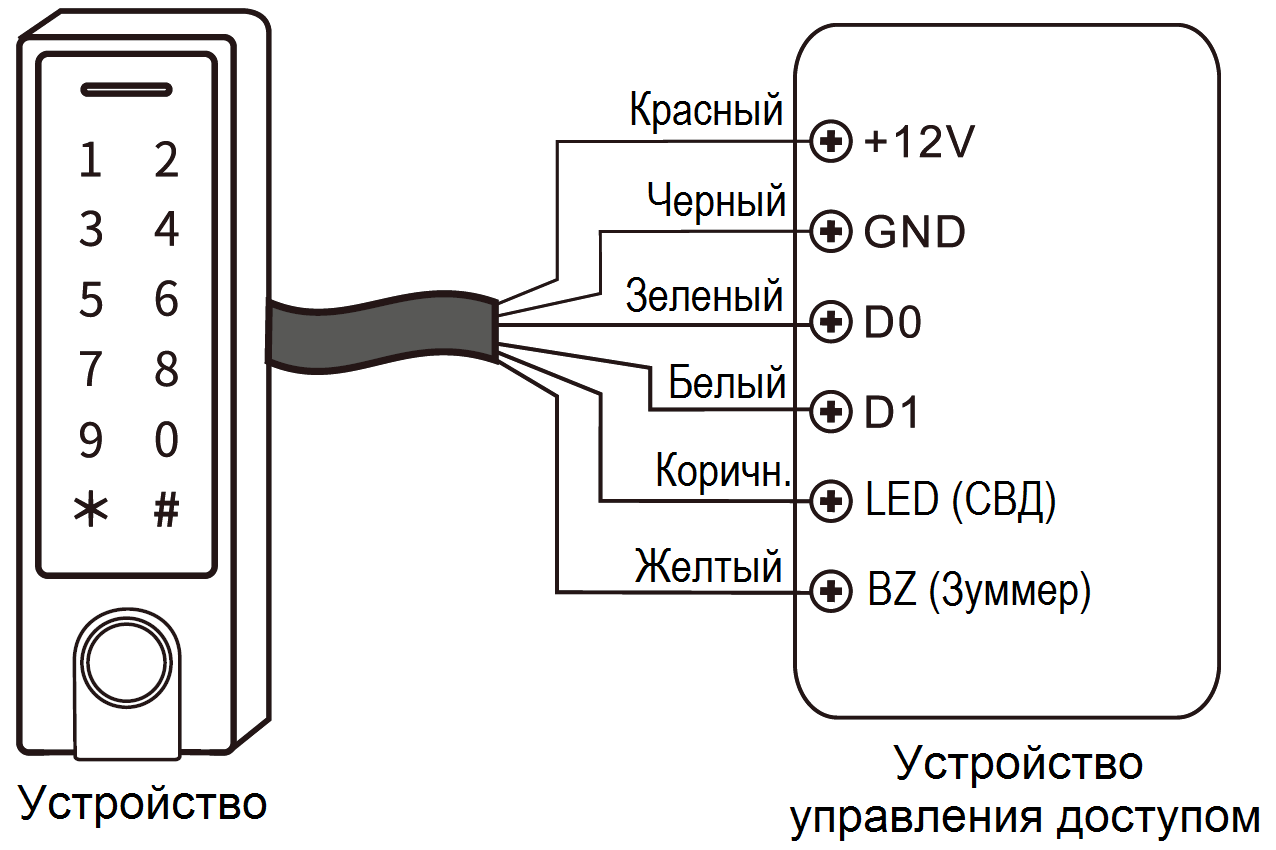 1 2
3 4
5 6
7 8
9 0
* #
Устройство
Красный
+12V
Черный
GND
Зеленый
D0
Белый
D1
Коричн.
LED (СВД)
Желтый
BZ (Зуммер)
Устройство
управления доступом